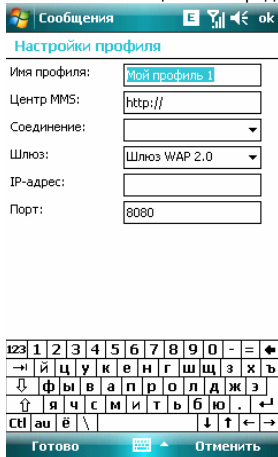 Сообщения E ok
Настройки профиля
Имя профиля: Мой профиль 1
Центр MMS: http://
Соединение:
Шлюз: Шлюз WAP 2.0
IP-адрес:
Порт: 8080
123 1 2 3 4 5 6 7 8 9 0 - =
й ц у к е н г ш щ з х ъ
ф ы в а п р о л д ж э
я ч с м и т ь б ю .
Ctl aü ё \
Готово Отменить